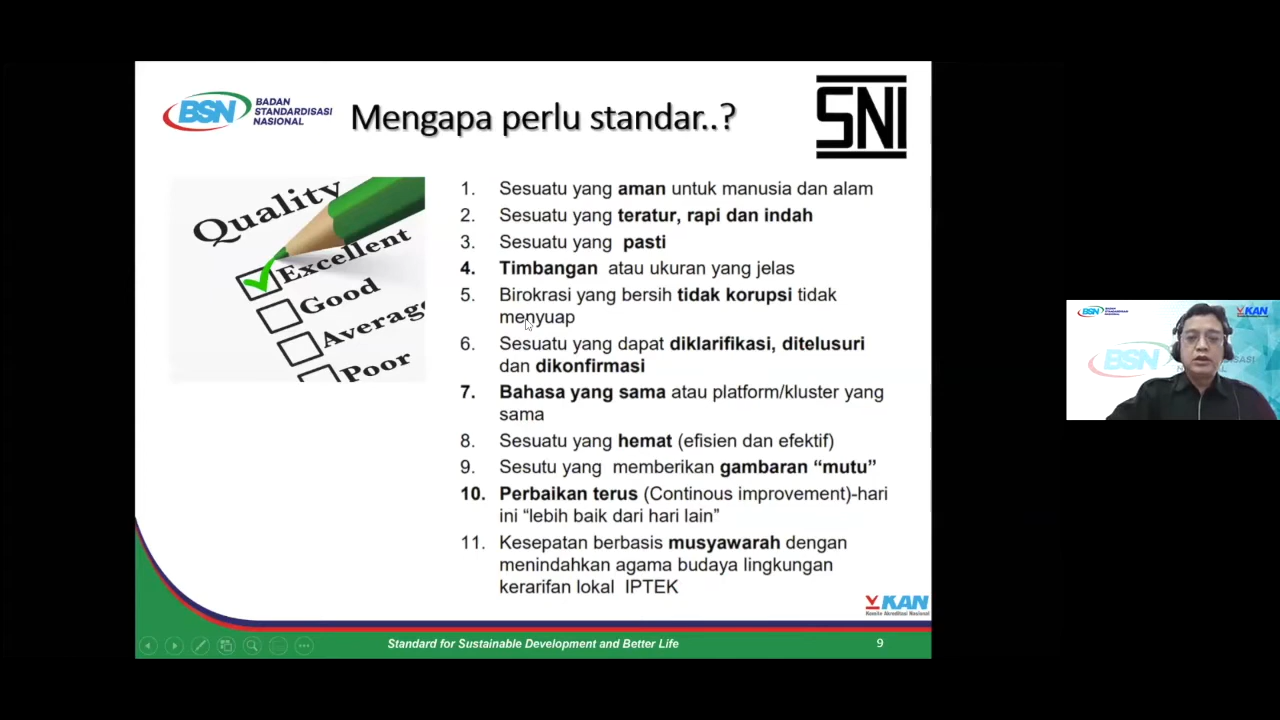 BSN
BADAN
STANDARDISASI
NASIONAL
Mengapa perlu standar..?
SNI
Quality
Excellent
Good
Average
Poor
1. Sesuatu yang aman untuk manusia dan alam
2. Sesuatu yang teratur, rapi dan indah
3. Sesuatu yang pasti
4. Timbangan atau ukuran yang jelas
5. Birokrasi yang bersih tidak korupsi tidak
menyuap
6. Sesuatu yang dapat diklarifikasi, ditelusuri
dan dikonfirmasi
7. Bahasa yang sama atau platform/kluster yang
sama
8. Sesuatu yang hemat (efisien dan efektif)
9. Sesutu yang memberikan gambaran “mutu”
10. Perbaikan terus (Continous improvement)-hari
ini “lebih baik dari hari lain”
11. Kesepatan berbasis musyawarah dengan
menindahkan agama budaya lingkungan
kerarifan lokal IPTEK
KAN
Komite Akreditasi Nasional
Standard for Sustainable Development and Better Life
9
BSN
KAN
BSN